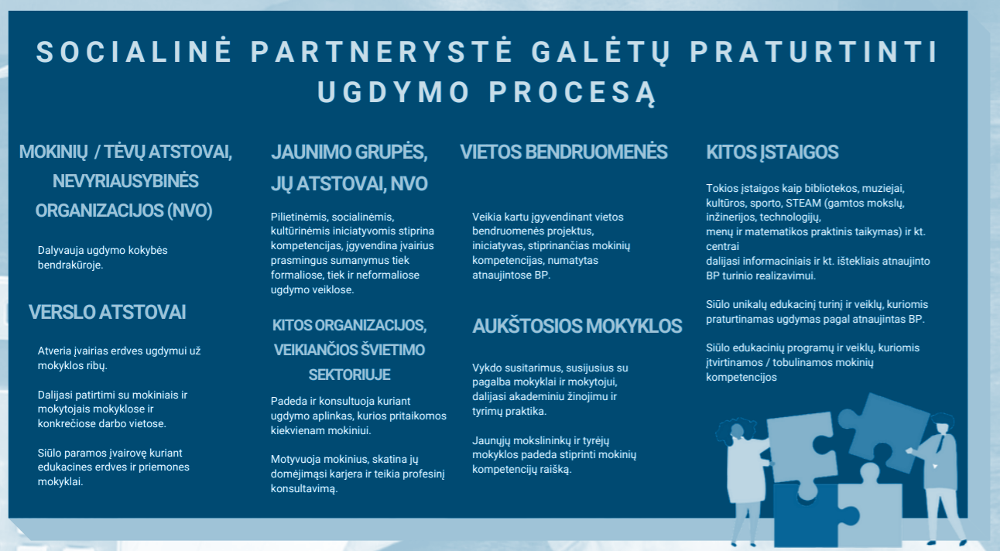 SOCIALINĖ PARTNERYSTĖ GALĖTŲ PRATURTINTI
UGDYMO PROCESĄ
MOKINIŲ / TĖVŲ ATSTOVAI,
NEVYRIAUSYBINĖS
ORGANIZACIJOS (NVO)
Dalyvauja ugdymo kokybės
bendrakūroje.
VERSLO ATSTOVAI
Atveria įvairias erdves ugdymui už
mokyklos ribų.
Dalijasi patirtimi su mokiniais ir
mokytojais mokyklose ir
konkrečiose darbo vietose.
Siūlo paramos įvairovę kuriant
edukacines erdves ir priemones
mokyklai.
JAUNIMO GRUPĖS,
JŲ ATSTOVAI, NVO
Pilietinėmis, socialinėmis,
kultūrinėmis iniciatyvomis stiprina
kompetencijas, įgyvendina įvairius
prasmingus sumanymus tiek
formaliose, tiek ir neformaliose
ugdymo veiklose.
KITOS ORGANIZACIJOS,
VEIKIANČIOS ŠVIETIMO
SEKTORIUJE
Padeda ir konsultuoja kuriant
ugdymo aplinkas, kurios pritaikomos
kiekvienam mokiniui.
Motyvuoja mokinius, skatina jų
domėjimąsi karjera ir teikia profesinį
konsultavimą.
VIETOS BENDRUOMENĖS
Veikia kartu įgyvendinant vietos
bendruomenės projektus,
iniciatyvas, stiprinančias mokinių
kompetencijas, numatytas
atnaujintose BP.
AUKŠTOSIOS MOKYKLOS
Vykdo susitarimus, susijusius su
pagalba mokyklai ir mokytojui,
dalijasi akademiniu žinojimu ir
tyrimų praktika.
Jaunųjų mokslininkų ir tyrėjų
mokyklos padeda stiprinti mokinių
kompetencijų raišką.
KITOS ĮSTAIGOS
Tokios įstaigos kaip bibliotekos, muziejai,
kultūros, sporto, STEAM (gamtos mokslų,
inžinerijos, technologijų,
menų ir matematikos praktinis taikymas) ir kt.
centrai
dalijasi informaciniais ir kt. ištekliais atnaujinto
BP turinio realizavimui.
Siūlo unikalų edukacinį turinį ir veiklų, kuriomis
praturtinamas ugdymas pagal atnaujintas BP.
Siūlo edukacinių programų ir veiklų, kuriomis
įtvirtinamos / tobulinamos mokinių
kompetencijos